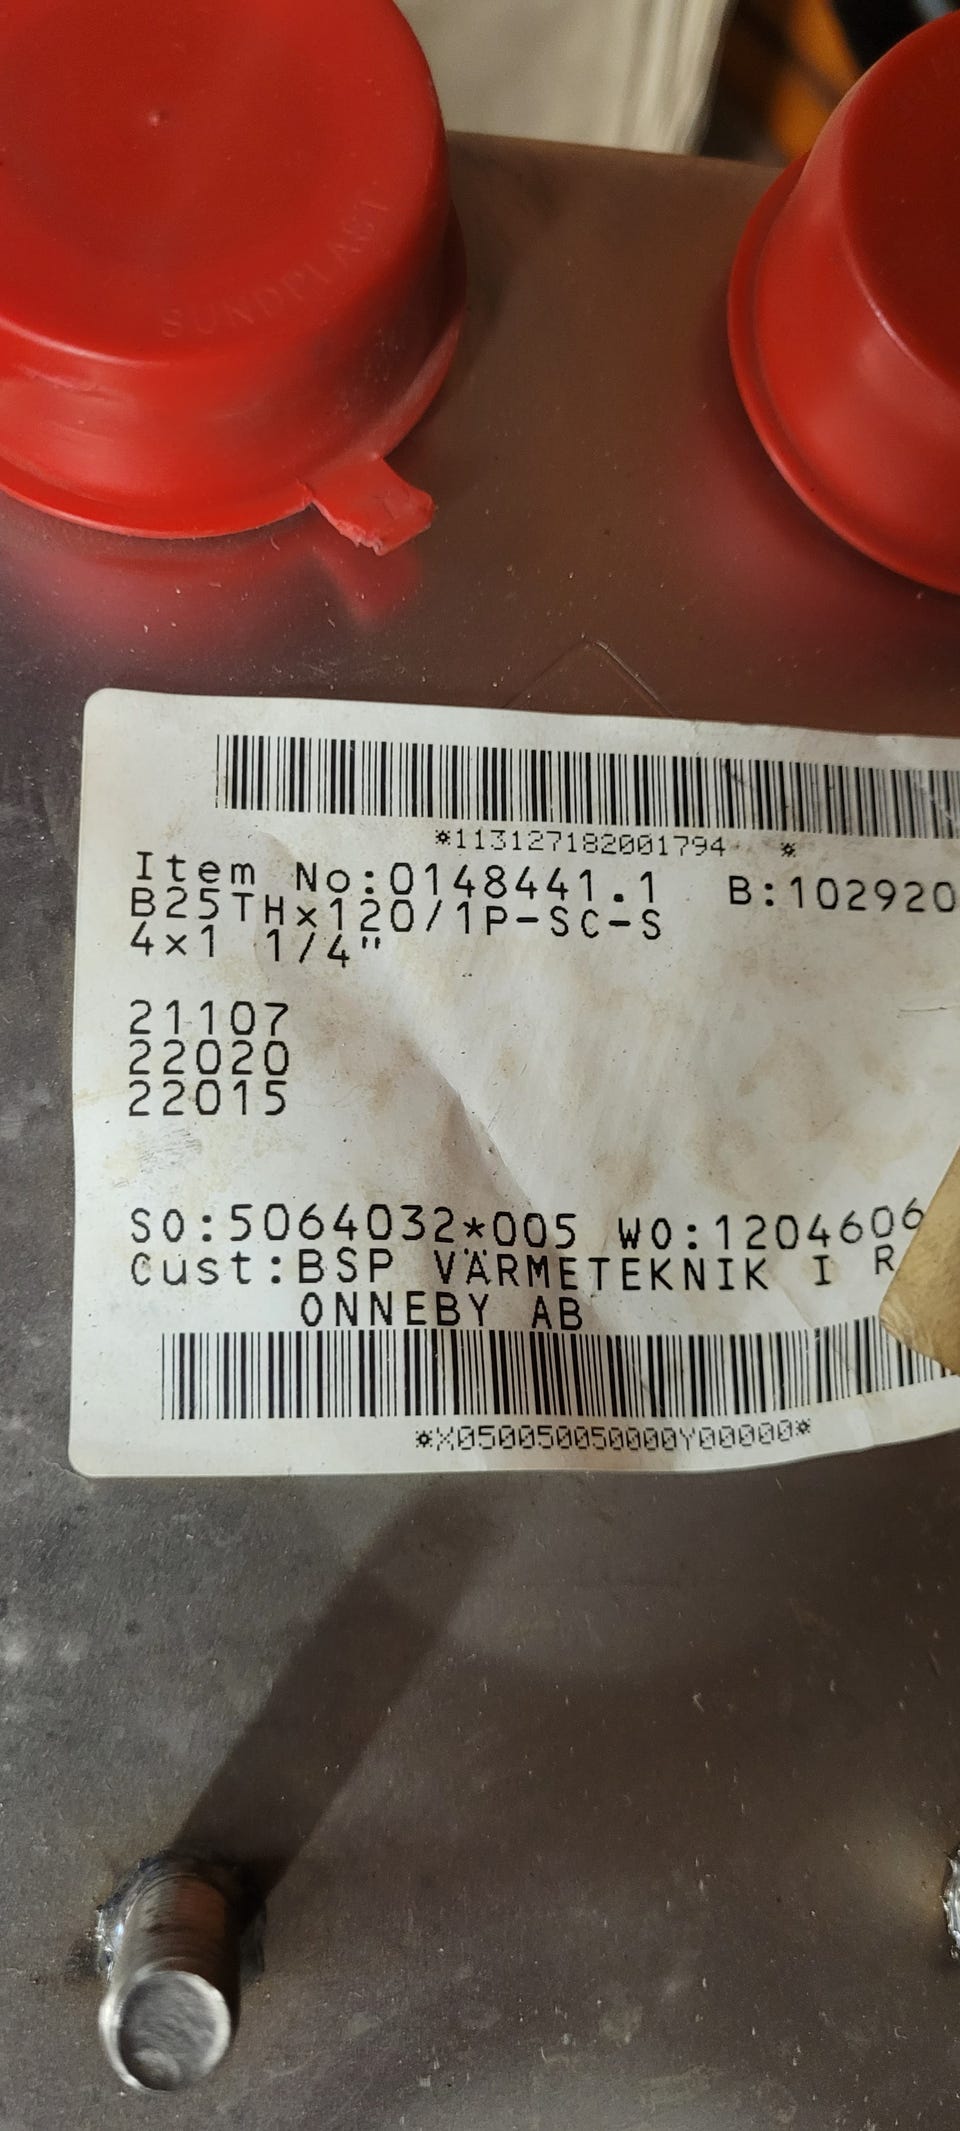 SUNDPLAST
*113127182001794 *
Item No:0148441.1 B:102920
B25THx120/1P-SC-S
4x1 1/4"
21107
22020
22015
SO:5064032*005 WO:1204606
Cust:BSP VÄRMETEKNIK I R
ONNEBY AB
*X050050050000Y00000*